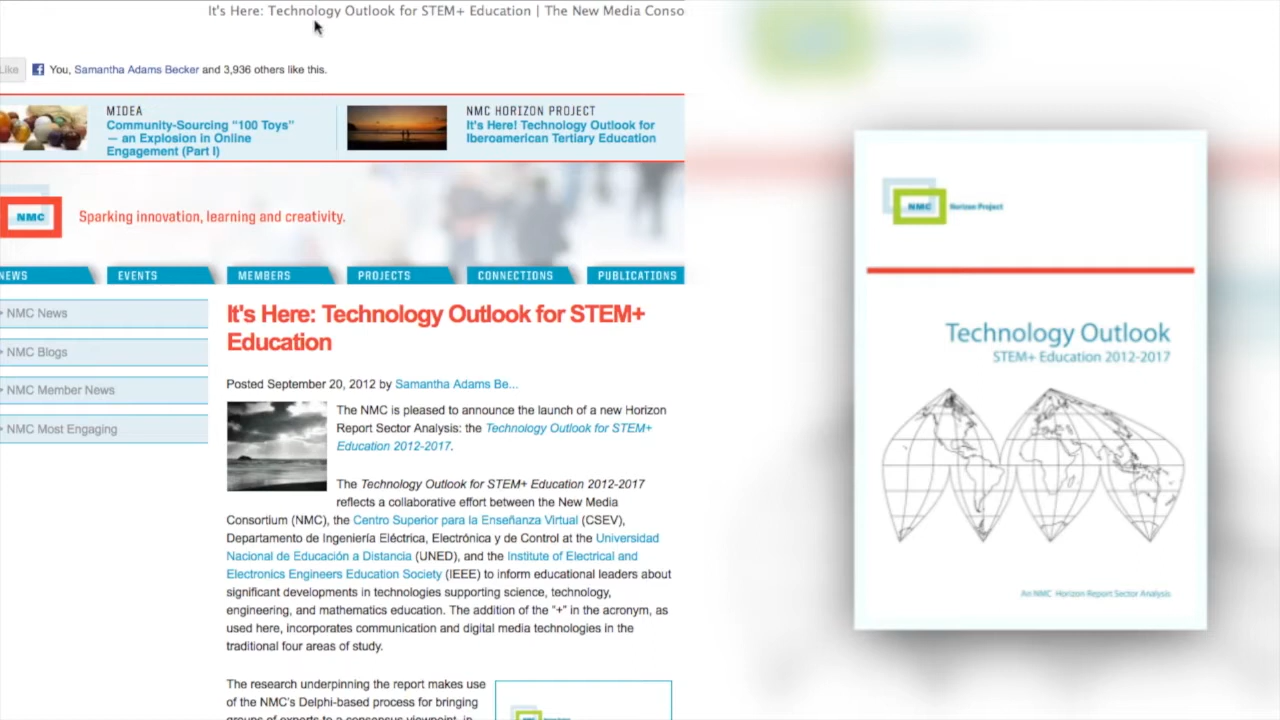 It's Here: Technology Outlook for STEM+ Education | The New Media Conso
Like
You, Samantha Adams Becker and 3,936 others like this.
MIDEA
Community-Sourcing "100 Toys"
— an Explosion in Online
Engagement (Part I)
NMC HORIZON PROJECT
It's Here! Technology Outlook for
Iberoamerican Tertiary Education
NMC
Sparking innovation, learning and creativity.
NEWS
EVENTS
MEMBERS
PROJECTS
CONNECTIONS
PUBLICATIONS
NMC News
NMC Blogs
NMC Member News
NMC Most Engaging
It's Here: Technology Outlook for STEM+
Education
Posted September 20, 2012 by Samantha Adams Be...
The NMC is pleased to announce the launch of a new Horizon
Report Sector Analysis: the Technology Outlook for STEM+
Education 2012-2017.
The Technology Outlook for STEM+ Education 2012-2017
reflects a collaborative effort between the New Media
Consortium (NMC), the Centro Superior para la Enseñanza Virtual (CSEV),
Departamento de Ingeniería Eléctrica, Electrónica y de Control at the Universidad
Nacional de Educación a Distancia (UNED), and the Institute of Electrical and
Electronics Engineers Education Society (IEEE) to inform educational leaders about
significant developments in technologies supporting science, technology,
engineering, and mathematics education. The addition of the "+" in the acronym, as
used here, incorporates communication and digital media technologies in the
traditional four areas of study.
The research underpinning the report makes use
of the NMC's Delphi-based process for bringing
groups of experts to a consensus viewpoint, in
NMC Horizon Project
Technology Outlook
STEM+ Education 2012-2017
An NMC Horizon Report Sector Analysis